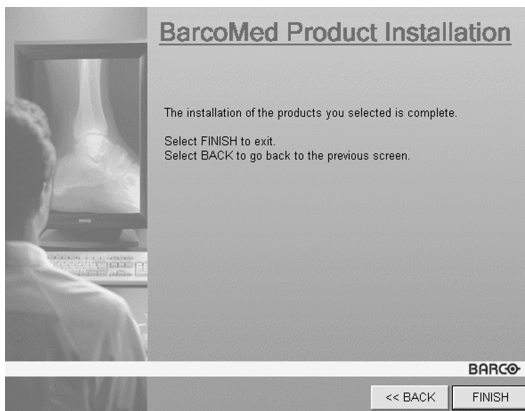 BarcoMed Product Installation
The installation of the products you selected is complete.
Select FINISH to exit.
Select BACK to go back to the previous screen.
BARCO
<< BACK
FINISH